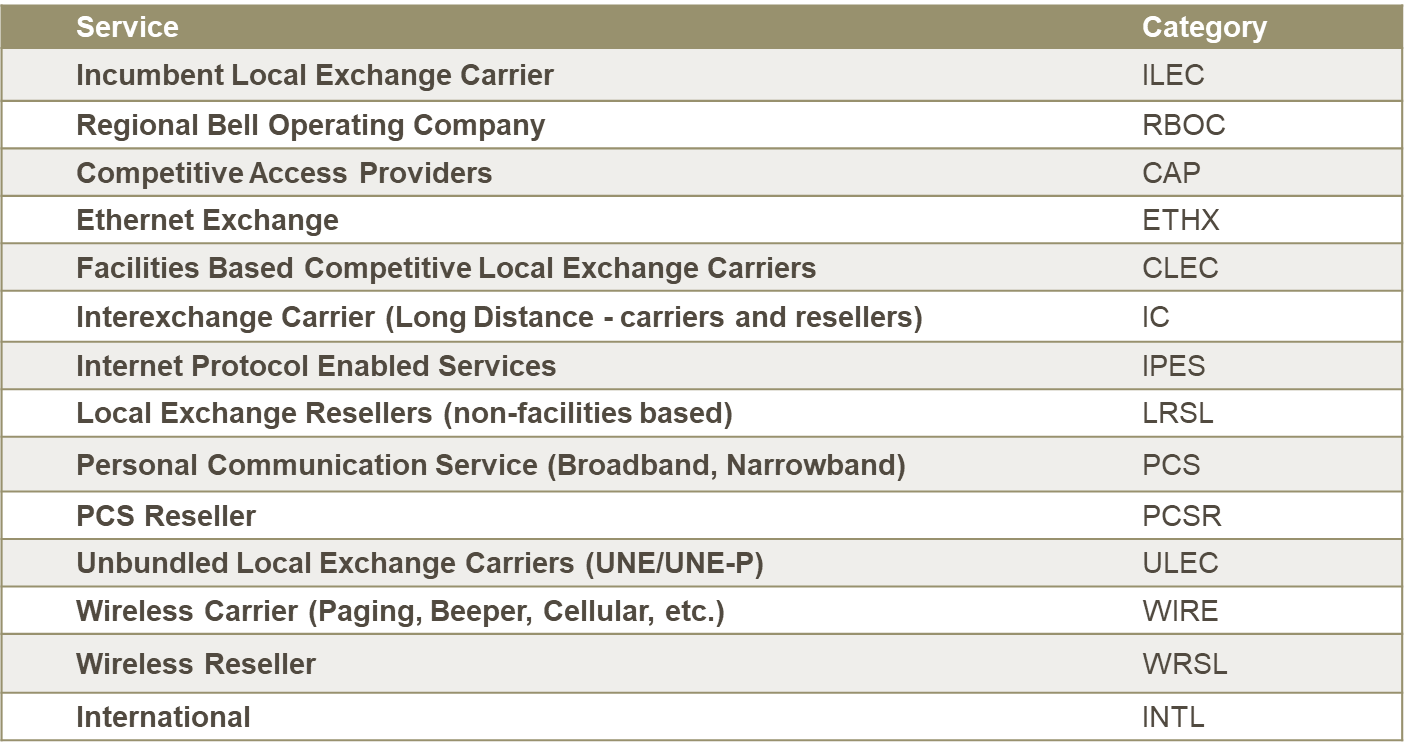 Service Category
Incumbent Local Exchange Carrier ILEC
Regional Bell Operating Company RBOC
Competitive Access Providers CAP
Ethernet Exchange ETHX
Facilities Based Competitive Local Exchange Carriers CLEC
Interexchange Carrier (Long Distance - carriers and resellers) IC
Internet Protocol Enabled Services IPES
Local Exchange Resellers (non-facilities based) LRSL
Personal Communication Service (Broadband, Narrowband) PCS
PCS Reseller PCSR
Unbundled Local Exchange Carriers (UNE/UNE-P) ULEC
Wireless Carrier (Paging, Beeper, Cellular, etc.) WIRE
Wireless Reseller WRSL
International INTL